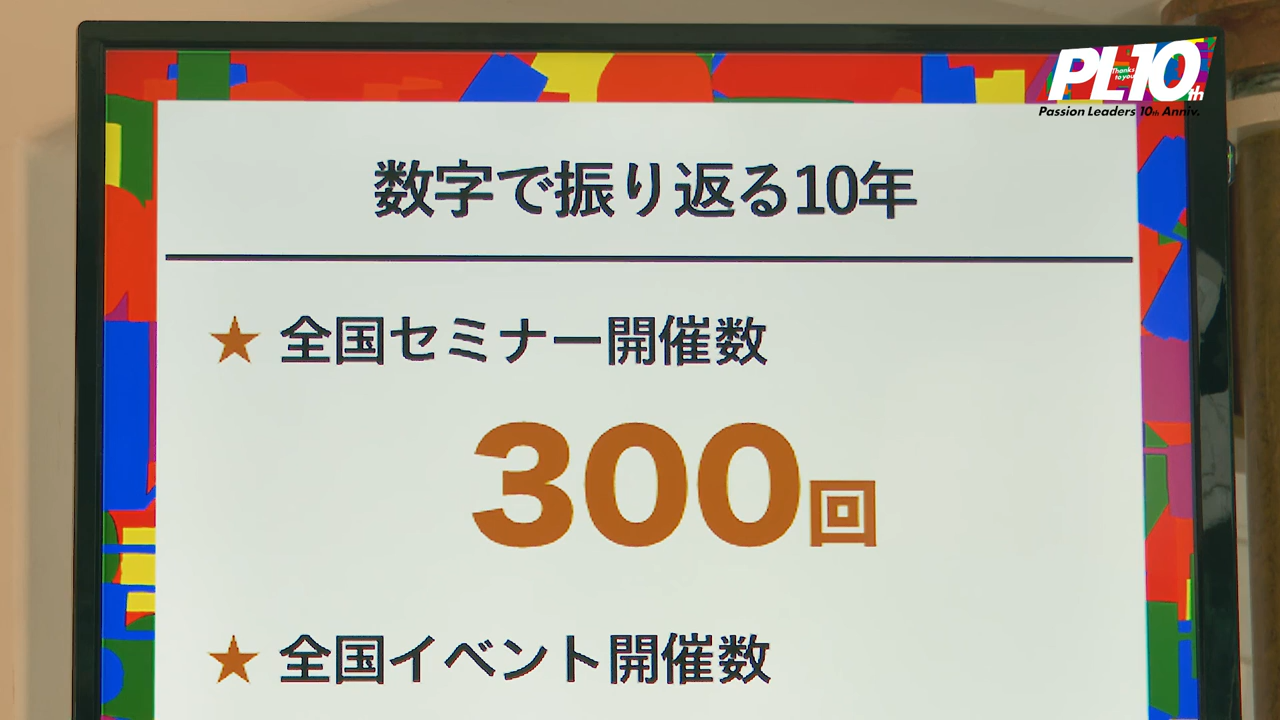 PL10th
Thanks to you
Passion Leaders 10th Anniv.
数字で振り返る10年
★ 全国セミナー開催数
300回
★ 全国イベント開催数